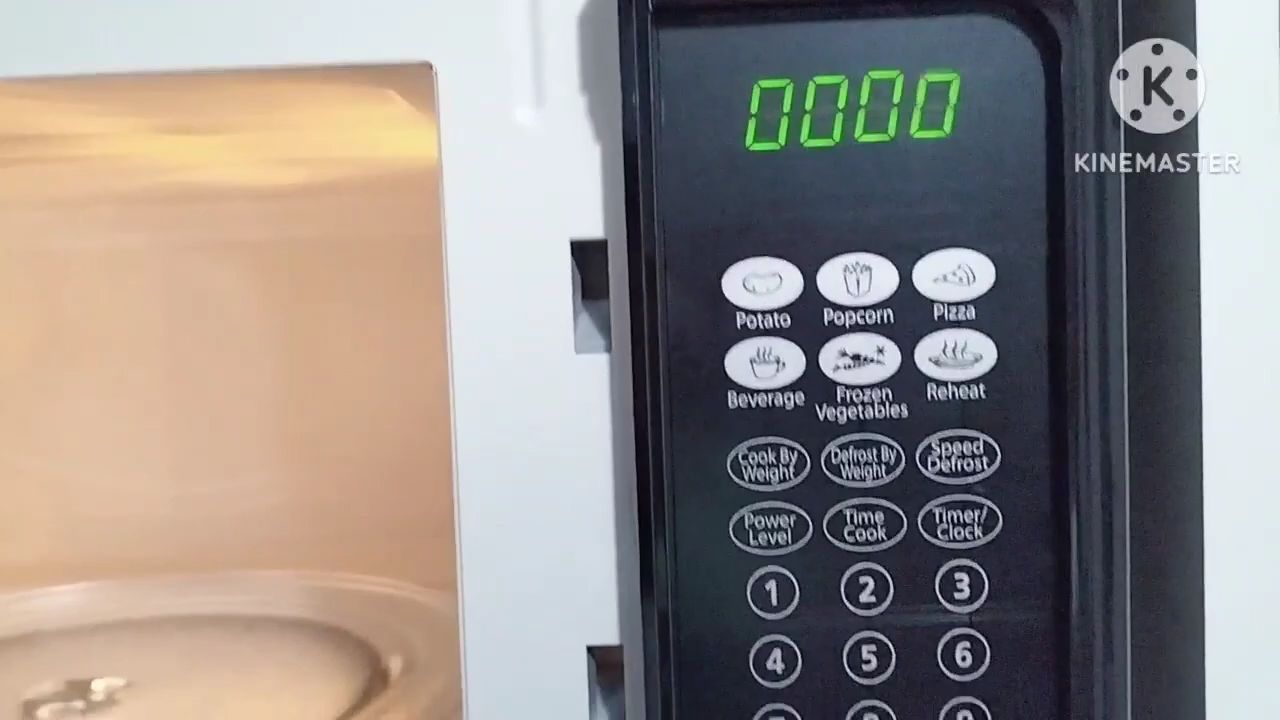 0000
K
KINEMASTER
Potato Popcorn Pizza
Beverage Frozen Vegetables Reheat
Cook By Weight Defrost By Weight Speed Defrost
Power Level Time Cook Timer/Clock
1 2 3
4 5 6